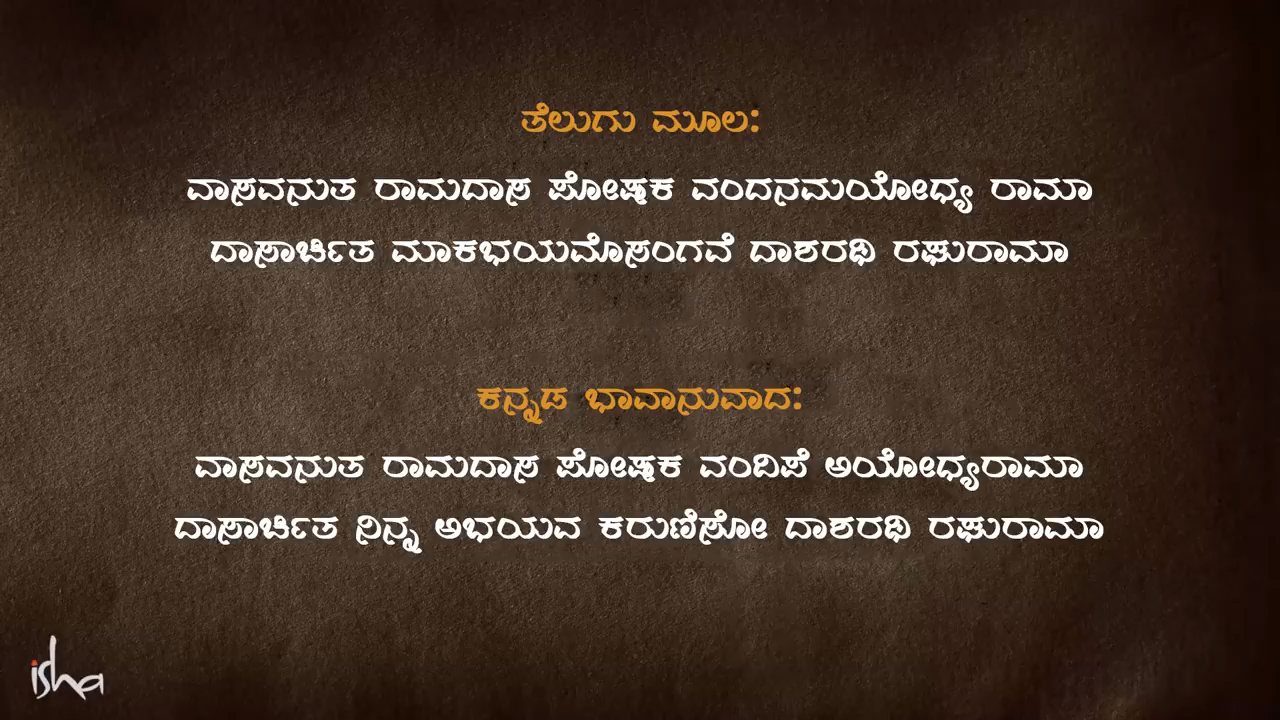 ತೆಲುಗು ಮೂಲ:
ವಾಸವನುತ ರಾಮದಾಸ ಪೋಷಕ ವಂದನಮಯೋಧ್ಯ ರಾಮಾ
ದಾಸಾರ್ಚಿತ ಮಾಕಭಯಮೊಸಂಗವೆ ದಾಶರಥಿ ರಘುರಾಮಾ
ಕನ್ನಡ ಭಾವಾನುವಾದ:
ವಾಸವನುತ ರಾಮದಾಸ ಪೋಷಕ ವಂದಿಪೆ ಅಯೋಧ್ಯರಾಮಾ
ದಾಸಾರ್ಚಿತ ನಿನ್ನ ಅಭಯವ ಕರುಣಿಸೋ ದಾಶರಥಿ ರಘುರಾಮಾ
isha